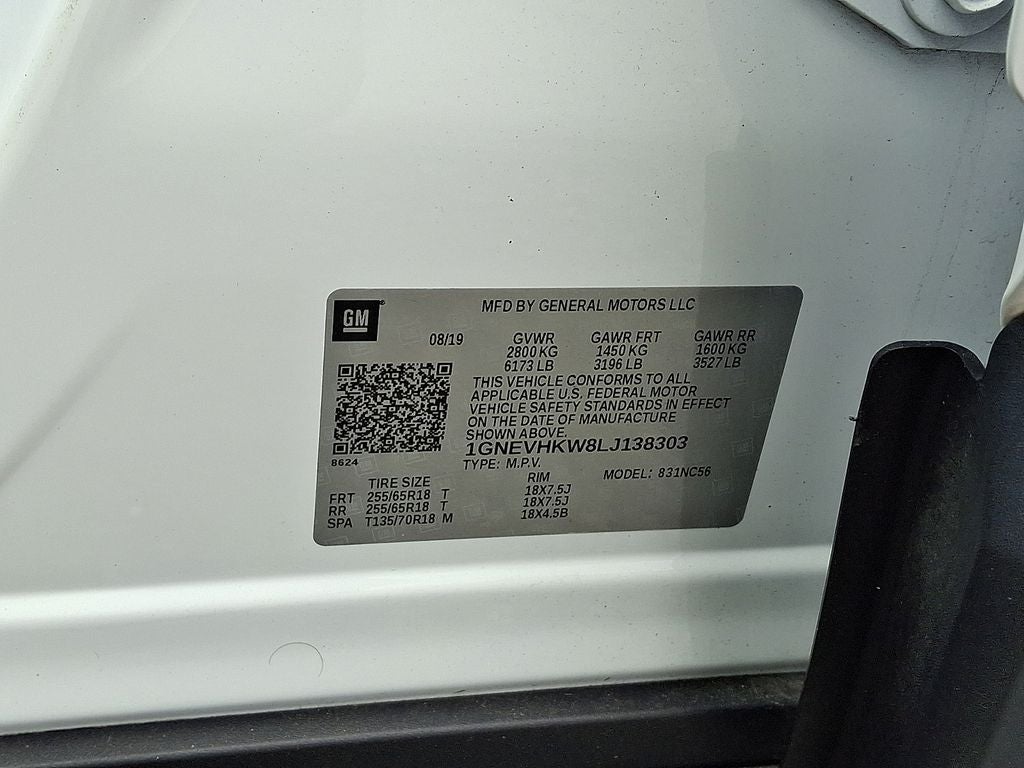 GM
MFD BY GENERAL MOTORS LLC
08/19 GVWR GAWR FRT GAWR RR
2800 KG 1450 KG 1600 KG
6173 LB 3196 LB 3527 LB
THIS VEHICLE CONFORMS TO ALL
APPLICABLE U.S. FEDERAL MOTOR
VEHICLE SAFETY STANDARDS IN EFFECT
ON THE DATE OF MANUFACTURE
SHOWN ABOVE.
1GNEVHKW8LJ138303
8624
TYPE: M.P.V. MODEL: 831NC56
TIRE SIZE RIM
FRT 255/65R18 T 18X7.5J
RR 255/65R18 T 18X7.5J
SPA T135/70R18 M 18X4.5B